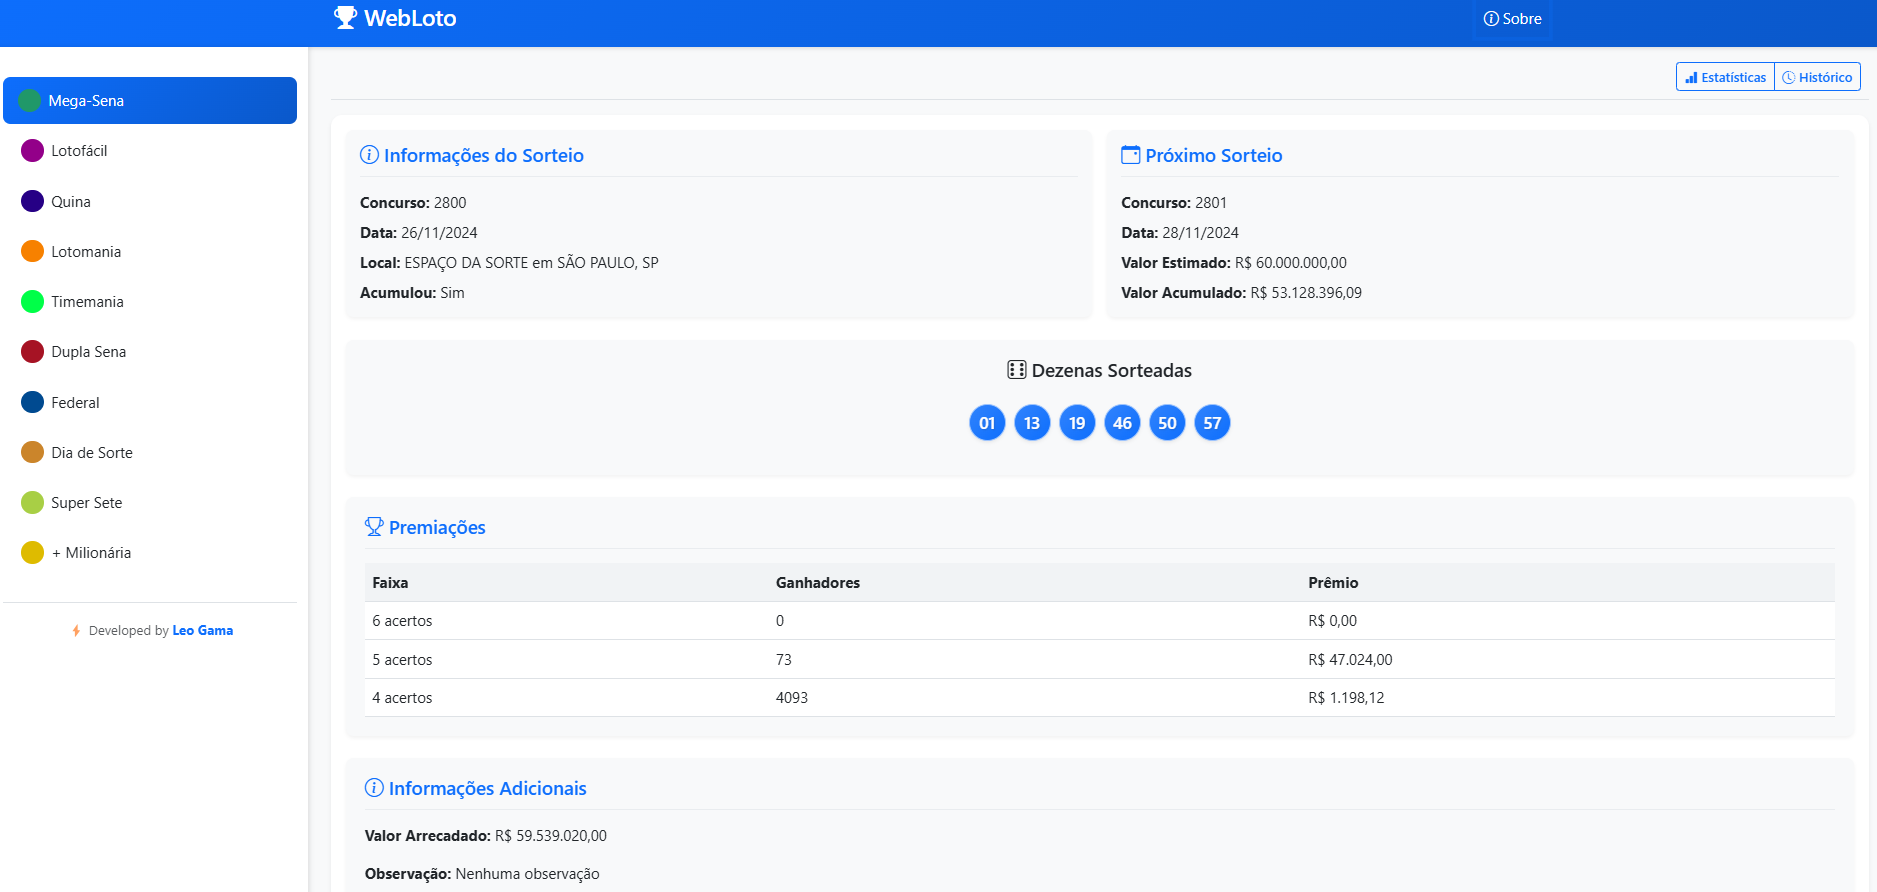 WebLoto
Sobre
Mega-Sena
Lotofácil
Quina
Lotomania
Timemania
Dupla Sena
Federal
Dia de Sorte
Super Sete
+ Milionária
Developed by Leo Gama
Estatísticas
Histórico
Informações do Sorteio
Concurso: 2800
Data: 26/11/2024
Local: ESPAÇO DA SORTE em SÃO PAULO, SP
Acumulou: Sim
Próximo Sorteio
Concurso: 2801
Data: 28/11/2024
Valor Estimado: R$ 60.000.000,00
Valor Acumulado: R$ 53.128.396,09
Dezenas Sorteadas
01 13 19 46 50 57
Premiações
Faixa Ganhadores Prêmio
6 acertos 0 R$ 0,00
5 acertos 73 R$ 47.024,00
4 acertos 4093 R$ 1.198,12
Informações Adicionais
Valor Arrecadado: R$ 59.539.020,00
Observação: Nenhuma observação